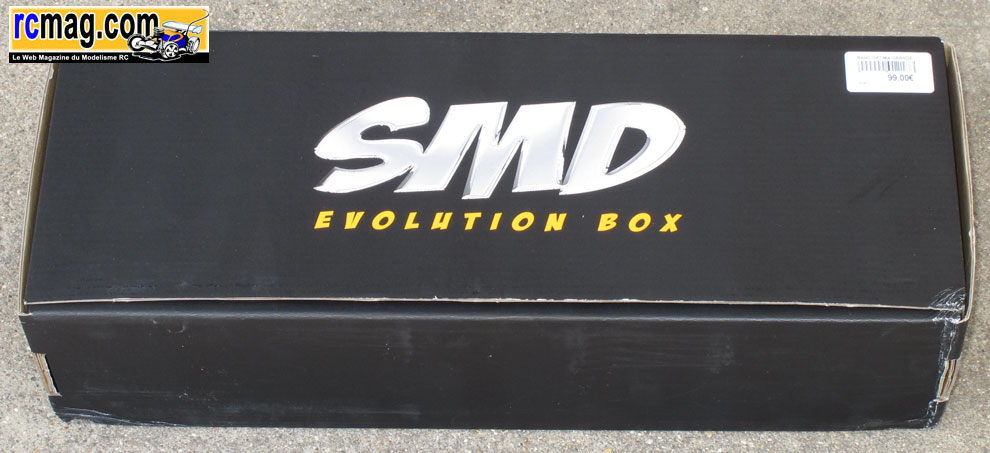 rcmag.com
Le Web Magazine du Modelisme RC
99.00€
SMD
EVOLUTION BOX